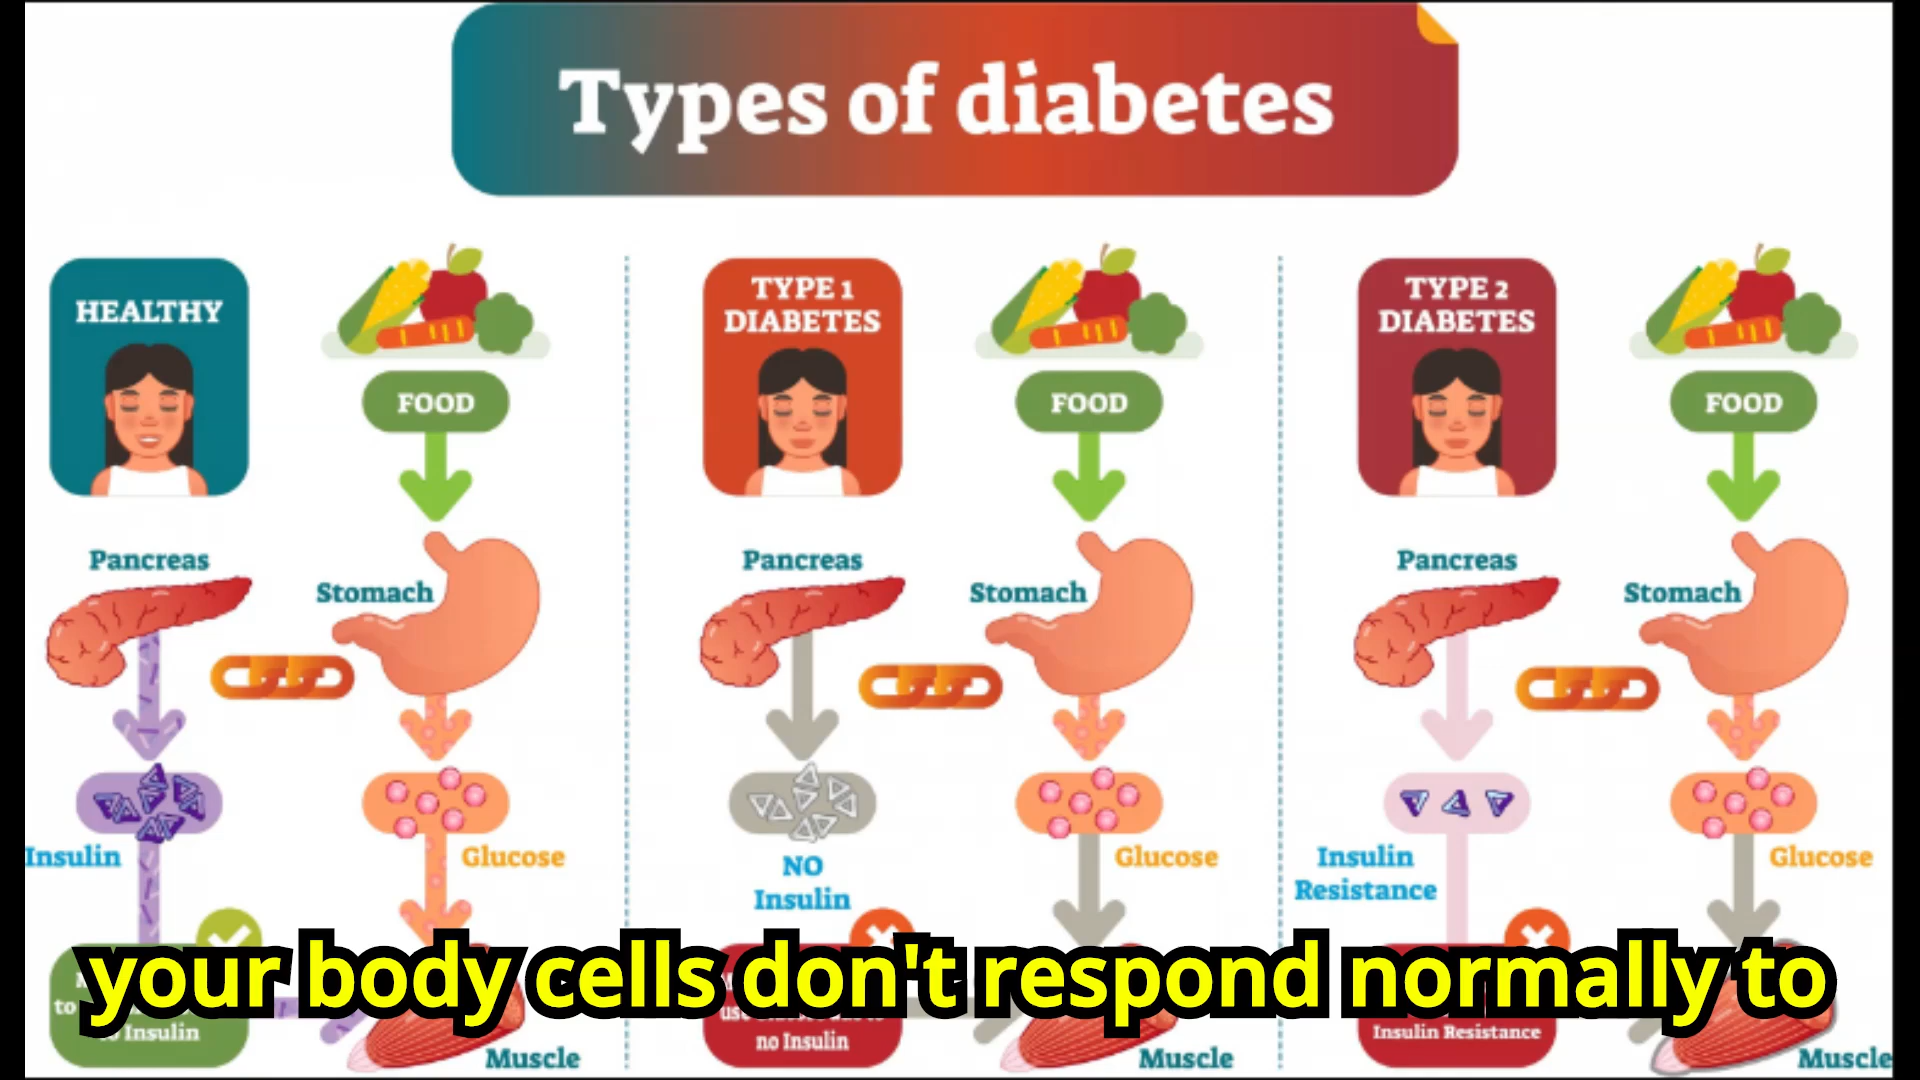 Types of diabetes
HEALTHY
FOOD
Pancreas
Stomach
Insulin
Glucose
to
Insulin
Muscle
TYPE 1
DIABETES
FOOD
Pancreas
Stomach
NO
Insulin
Glucose
no Insulin
Muscle
TYPE 2
DIABETES
FOOD
Pancreas
Stomach
Insulin
Resistance
Glucose
Insulin Resistance
Muscle
your body cells don't respond normally to